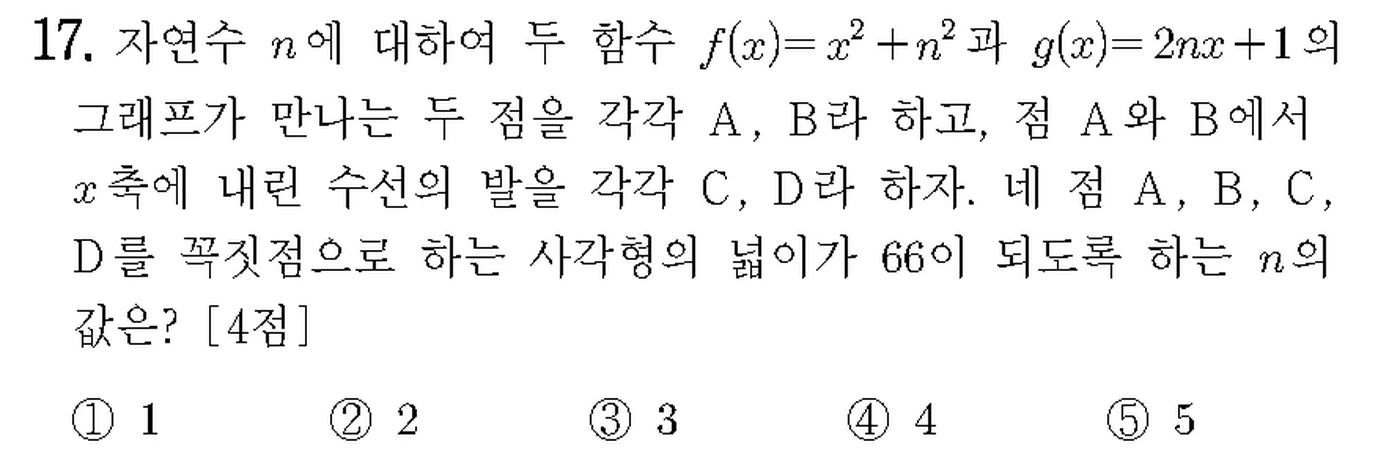 17. 자연수 n에 대하여 두 함수 f(x)=x²+n²과 g(x)=2nx+1의
그래프가 만나는 두 점을 각각 A, B라 하고, 점 A와 B에서
x축에 내린 수선의 발을 각각 C, D라 하자. 네 점 A, B, C,
D를 꼭짓점으로 하는 사각형의 넓이가 66이 되도록 하는 n의
값은? [4점]
① 1 ② 2 ③ 3 ④ 4 ⑤ 5